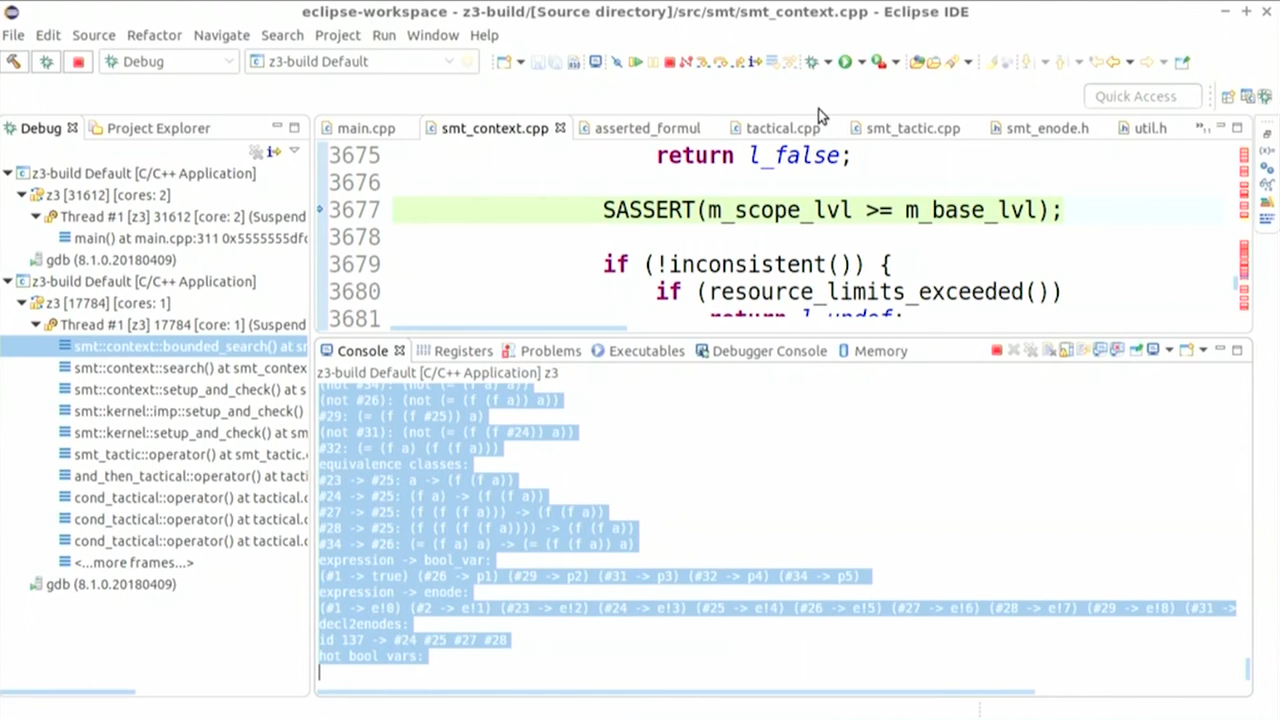 eclipse-workspace - z3-build/[Source directory]/src/smt/smt_context.cpp - Eclipse IDE
File Edit Source Refactor Navigate Search Project Run Window Help
Debug z3-build Default
Quick Access
Debug Project Explorer
z3-build Default [C/C++ Application]
z3 [31612] [cores: 2]
Thread #1 [z3] 31612 [core: 2] (Suspend
main() at main.cpp:311 0x5555555dfc
gdb (8.1.0.20180409)
z3-build Default [C/C++ Application]
z3 [17784] [cores: 1]
Thread #1 [z3] 17784 [core: 1] (Suspend
smt::context::bounded_search() at sr
smt::context::search() at smt_contex
smt::context::setup_and_check() at s
smt::kernel::imp::setup_and_check()
smt::kernel::setup_and_check() at sm
smt_tactic::operator() at smt_tactic.c
and_then_tactical::operator() at tacti
cond_tactical::operator() at tactical.c
cond_tactical::operator() at tactical.c
cond_tactical::operator() at tactical.c
<...more frames...>
gdb (8.1.0.20180409)
main.cpp smt_context.cpp asserted_formul tactical.cpp smt_tactic.cpp smt_enode.h util.h
3675 return l_false;
3676
3677 SASSERT(m_scope_lvl >= m_base_lvl);
3678
3679 if (!inconsistent()) {
3680 if (resource_limits_exceeded())
3681 return l_undef;
Console Registers Problems Executables Debugger Console Memory
z3-build Default [C/C++ Application] z3
(not #34): (not (= (f a) a))
(not #26): (not (= (f (f a)) a))
#29: (= (f (f #25)) a)
(not #31): (not (= (f (f #24)) a))
#32: (= (f a) (f (f a)))
equivalence classes:
#23 -> #25: a -> (f (f a))
#24 -> #25: (f a) -> (f (f a))
#27 -> #25: (f (f (f a))) -> (f (f a))
#28 -> #25: (f (f (f (f a)))) -> (f (f a))
#34 -> #26: (= (f a) a) -> (= (f (f a)) a)
expression -> bool_var:
(#1 -> true) (#26 -> p1) (#29 -> p2) (#31 -> p3) (#32 -> p4) (#34 -> p5)
expression -> enode:
(#1 -> e!0) (#2 -> e!1) (#23 -> e!2) (#24 -> e!3) (#25 -> e!4) (#26 -> e!5) (#27 -> e!6) (#28 -> e!7) (#29 -> e!8) (#31 ->
decl2enodes:
id 137 -> #24 #25 #27 #28
hot bool vars: